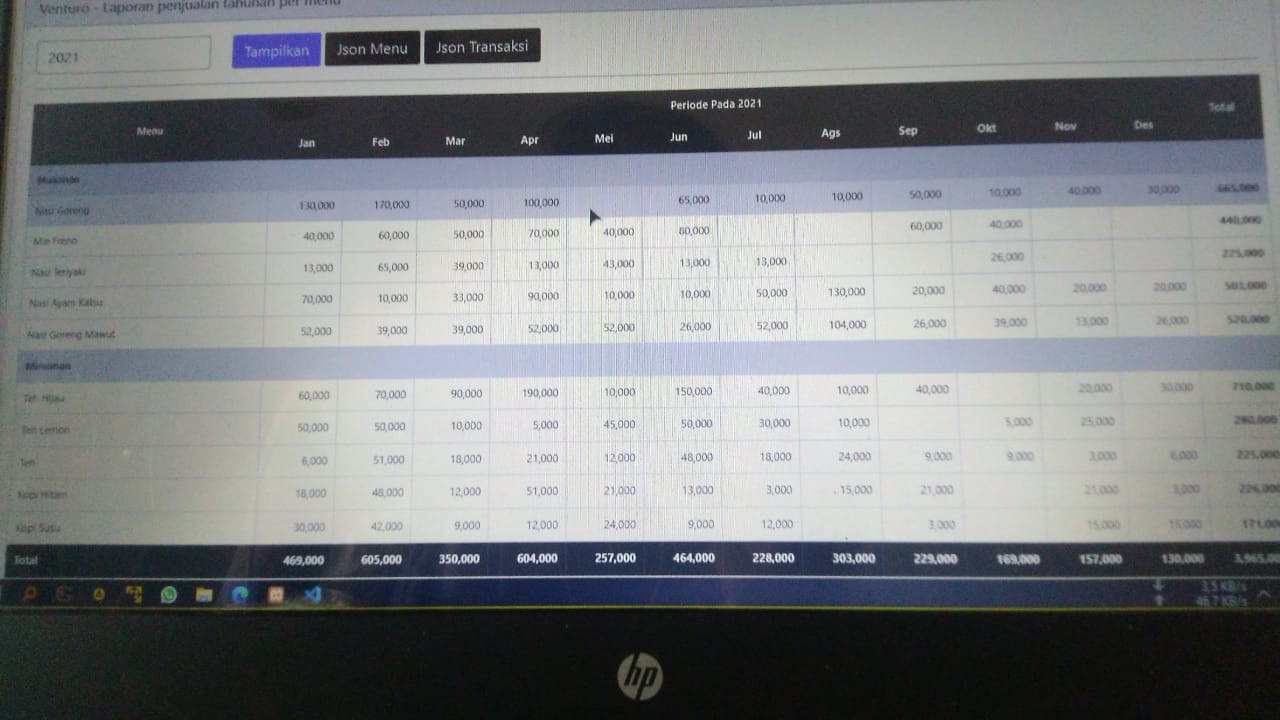 Venturo - Laporan penjualan tahunan per menu
2021 Tampilkan Json Menu Json Transaksi
Periode Pada 2021
Menu Jan Feb Mar Apr Mei Jun Jul Ags Sep Okt Nov Des Total
Makanan
Nasi Goreng 130,000 170,000 50,000 100,000 65,000 10,000 10,000 50,000 10,000 40,000 30,000 665,000
Mie 40,000 60,000 50,000 70,000 40,000 80,000 60,000 40,000 440,000
Nasi Teriyaki 13,000 65,000 39,000 13,000 43,000 13,000 13,000 26,000 225,000
Nasi Ayam Katsu 70,000 10,000 33,000 90,000 10,000 10,000 50,000 130,000 20,000 40,000 20,000 20,000 503,000
Nasi Goreng Mawut 52,000 39,000 39,000 52,000 52,000 26,000 52,000 104,000 26,000 39,000 13,000 26,000 520,000
Minuman
Teh Hijau 60,000 70,000 90,000 190,000 10,000 150,000 40,000 10,000 40,000 20,000 30,000 710,000
Teh Lemon 50,000 50,000 10,000 5,000 45,000 50,000 30,000 10,000 5,000 25,000 280,000
Teh 6,000 51,000 18,000 21,000 12,000 48,000 18,000 24,000 9,000 9,000 3,000 6,000 225,000
Kopi Hitam 18,000 48,000 12,000 51,000 21,000 13,000 3,000 15,000 21,000 21,000 3,000 226,000
Kopi Susu 30,000 42,000 9,000 12,000 24,000 9,000 12,000 3,000 15,000 15,000 171,00
Total 469,000 605,000 350,000 604,000 257,000 464,000 228,000 303,000 229,000 169,000 157,000 130,000 3,965,00
3.5 KB/s
46.7 KB/s
hp